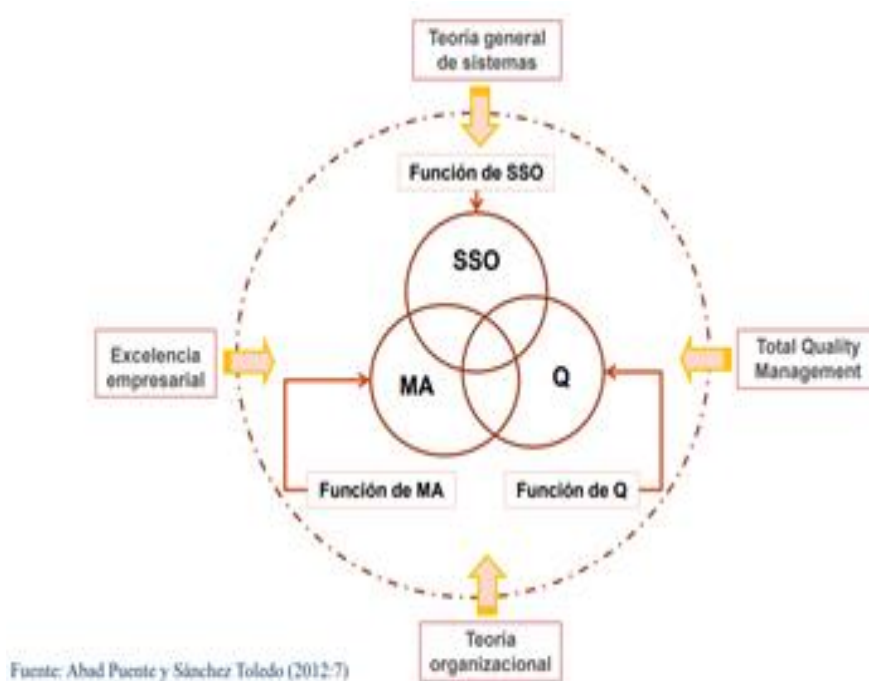 Teoría general
de sistemas
Función de SSO
SSO
Excelencia
empresarial
MA
Q
Total Quality
Management
Función de MA
Función de Q
Teoría
organizacional
Fuente: Abad Puente y Sánchez Toledo (2012:7)